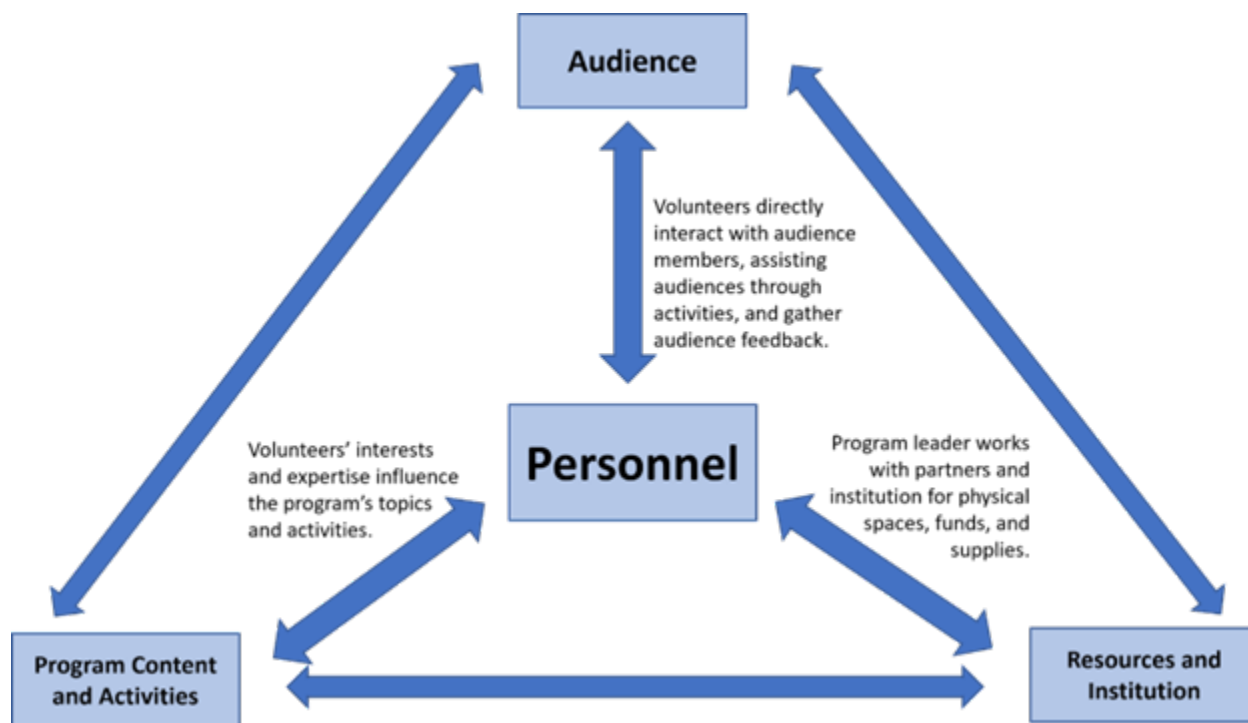 Audience
Volunteers directly
interact with audience
members, assisting
audiences through
activities, and gather
audience feedback.
Personnel
Volunteers’ interests
and expertise influence
the program’s topics
and activities.
Program leader works
with partners and
institution for physical
spaces, funds, and
supplies.
Program Content
and Activities
Resources and
Institution